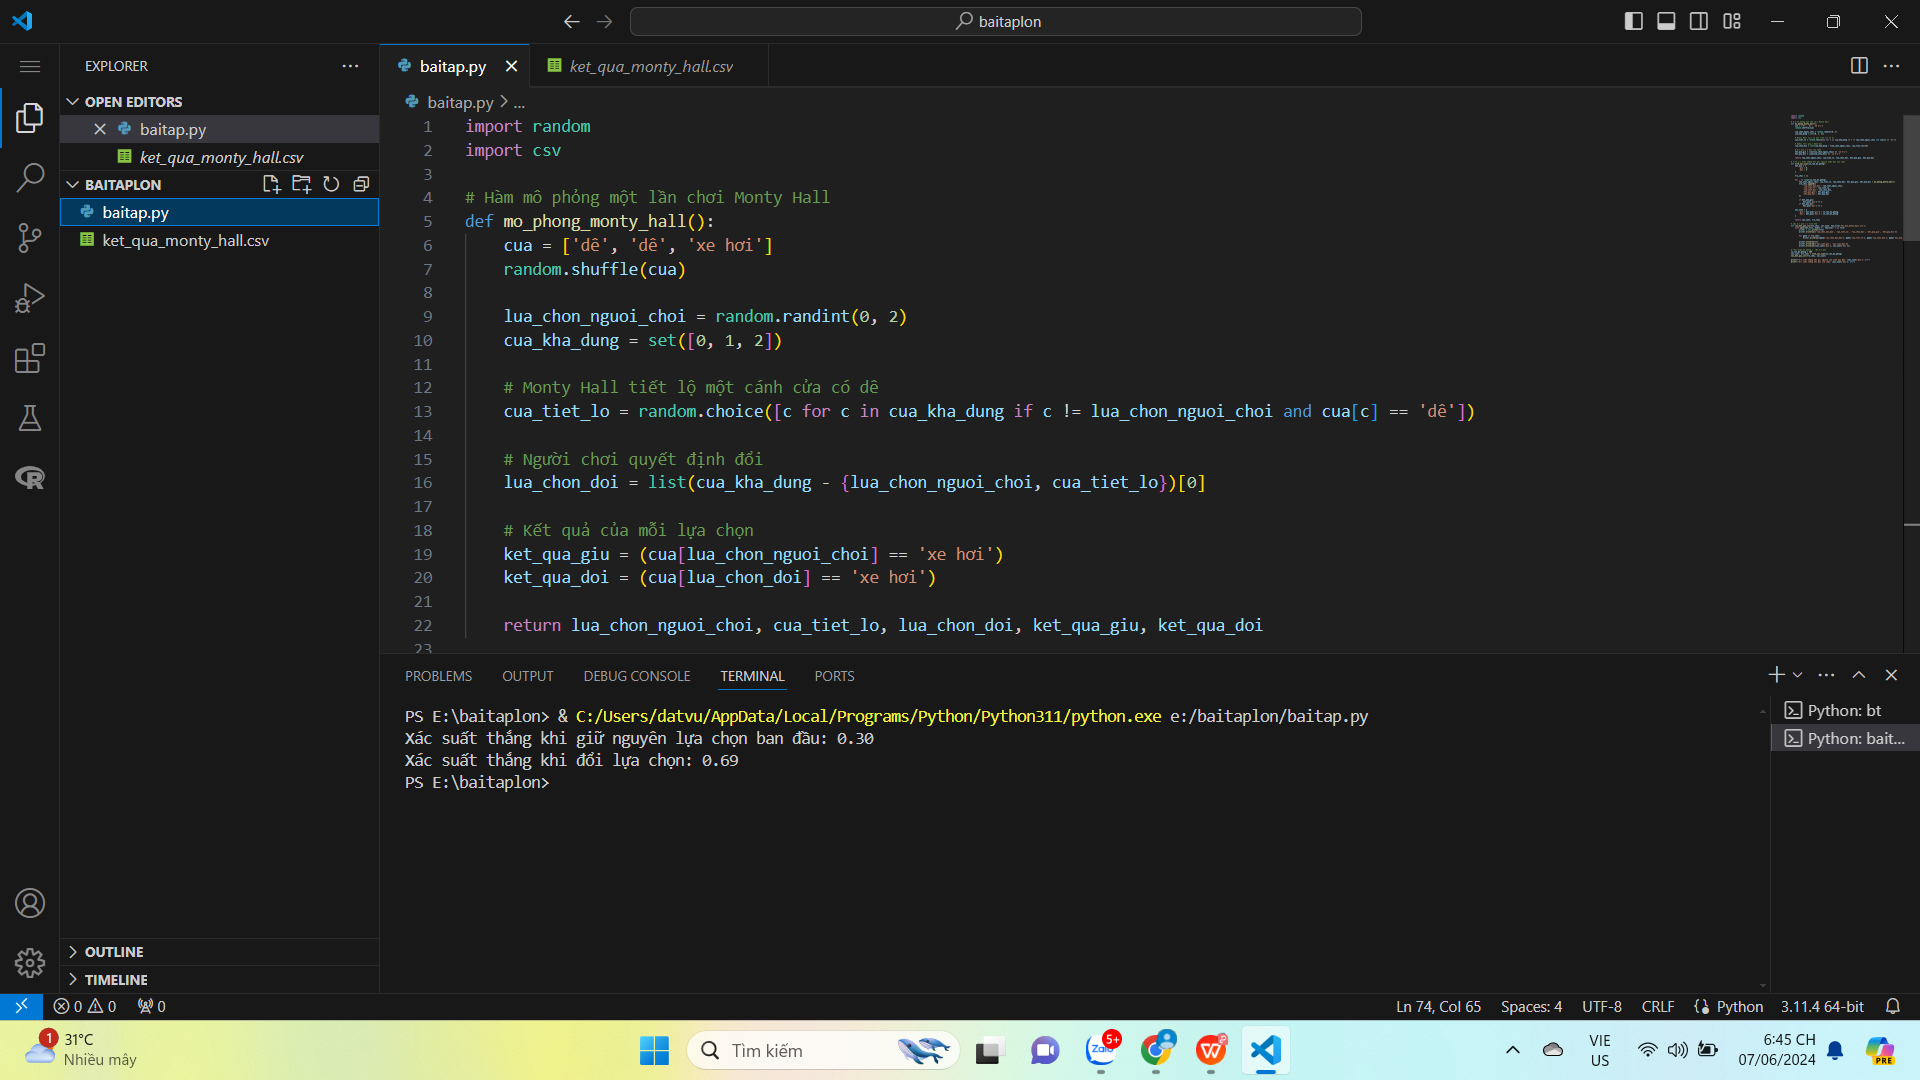 baitaplon
EXPLORER
OPEN EDITORS
baitap.py
ket_qua_monty_hall.csv
BAITAPLON
baitap.py
ket_qua_monty_hall.csv
OUTLINE
TIMELINE
baitap.py
ket_qua_monty_hall.csv
baitap.py > ...
1 import random
2 import csv
3
4 # Hàm mô phỏng một lần chơi Monty Hall
5 def mo_phong_monty_hall():
6 cua = ['dê', 'dê', 'xe hơi']
7 random.shuffle(cua)
8
9 lua_chon_nguoi_choi = random.randint(0, 2)
10 cua_kha_dung = set([0, 1, 2])
11
12 # Monty Hall tiết lộ một cánh cửa có dê
13 cua_tiet_lo = random.choice([c for c in cua_kha_dung if c != lua_chon_nguoi_choi and cua[c] == 'dê'])
14
15 # Người chơi quyết định đổi
16 lua_chon_doi = list(cua_kha_dung - {lua_chon_nguoi_choi, cua_tiet_lo})[0]
17
18 # Kết quả của mỗi lựa chọn
19 ket_qua_giu = (cua[lua_chon_nguoi_choi] == 'xe hơi')
20 ket_qua_doi = (cua[lua_chon_doi] == 'xe hơi')
21
22 return lua_chon_nguoi_choi, cua_tiet_lo, lua_chon_doi, ket_qua_giu, ket_qua_doi
23
PROBLEMS OUTPUT DEBUG CONSOLE TERMINAL PORTS
PS E:\baitaplon> & C:/Users/datvu/AppData/Local/Programs/Python/Python311/python.exe e:/baitaplon/baitap.py
Xác suất thắng khi giữ nguyên lựa chọn ban đầu: 0.30
Xác suất thắng khi đổi lựa chọn: 0.69
PS E:\baitaplon>
Python: bt
Python: bait...
0 0 0
Ln 74, Col 65 Spaces: 4 UTF-8 CRLF Python 3.11.4 64-bit
1
31°C
Nhiều mây
Tìm kiếm
Zalo
5+
VIE
US
6:45 CH
07/06/2024
PRE